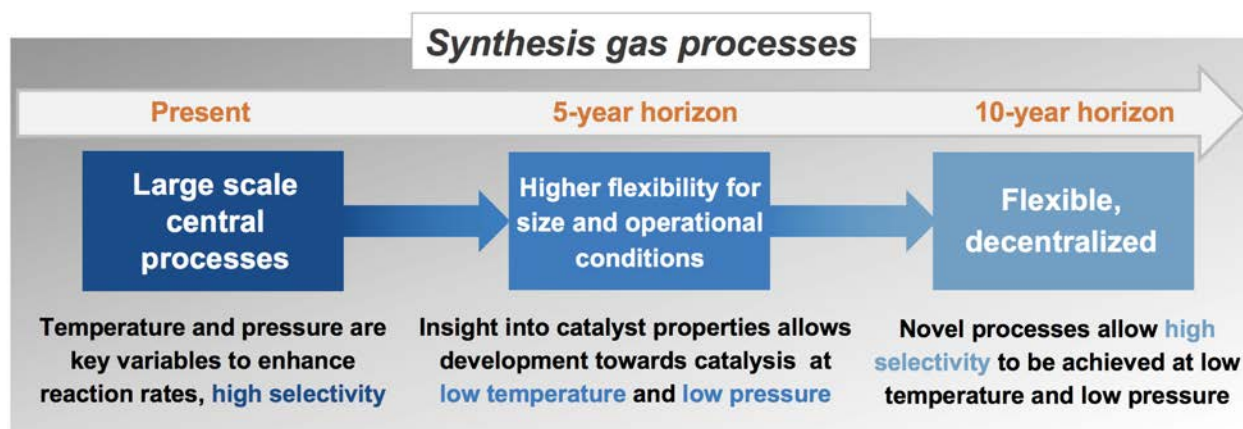 Synthesis gas processes
Present
5-year horizon
10-year horizon
Large scale
central
processes
Higher flexibility for
size and operational
conditions
Flexible,
decentralized
Temperature and pressure are
key variables to enhance
reaction rates, high selectivity
Insight into catalyst properties allows
development towards catalysis at
low temperature and low pressure
Novel processes allow high
selectivity to be achieved at low
temperature and low pressure